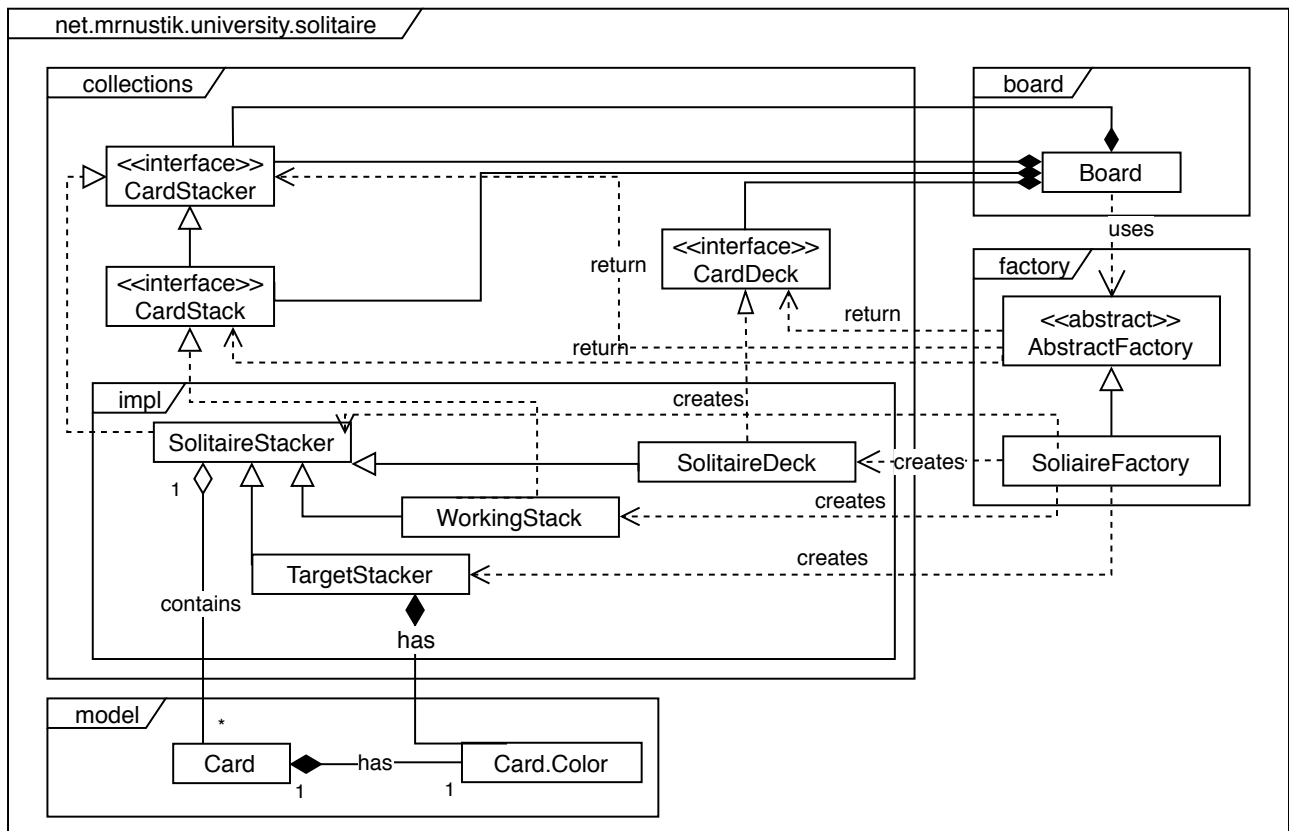 net.mrnustik.university.solitaire
collections
board
<<interface>>
CardStacker
Board
uses
<<interface>>
CardDeck
return
factory
<<interface>>
CardStack
<<abstract>>
AbstractFactory
return
return
impl
creates
SolitaireStacker
SolitaireDeck
creates
SoliaireFactory
1
WorkingStack
creates
TargetStacker
creates
contains
has
model
*
Card
has
Card.Color
1
1